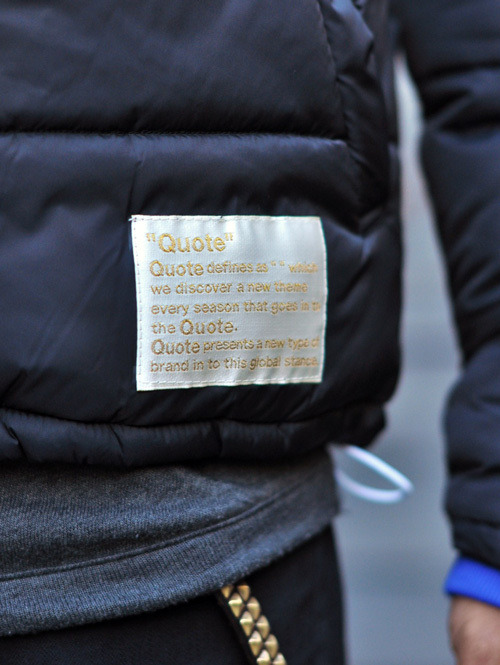 "Quote"
Quote defines as " " which
we discover a new theme
every season that goes in to
the Quote.
Quote presents a new type of
brand in to this global stance.